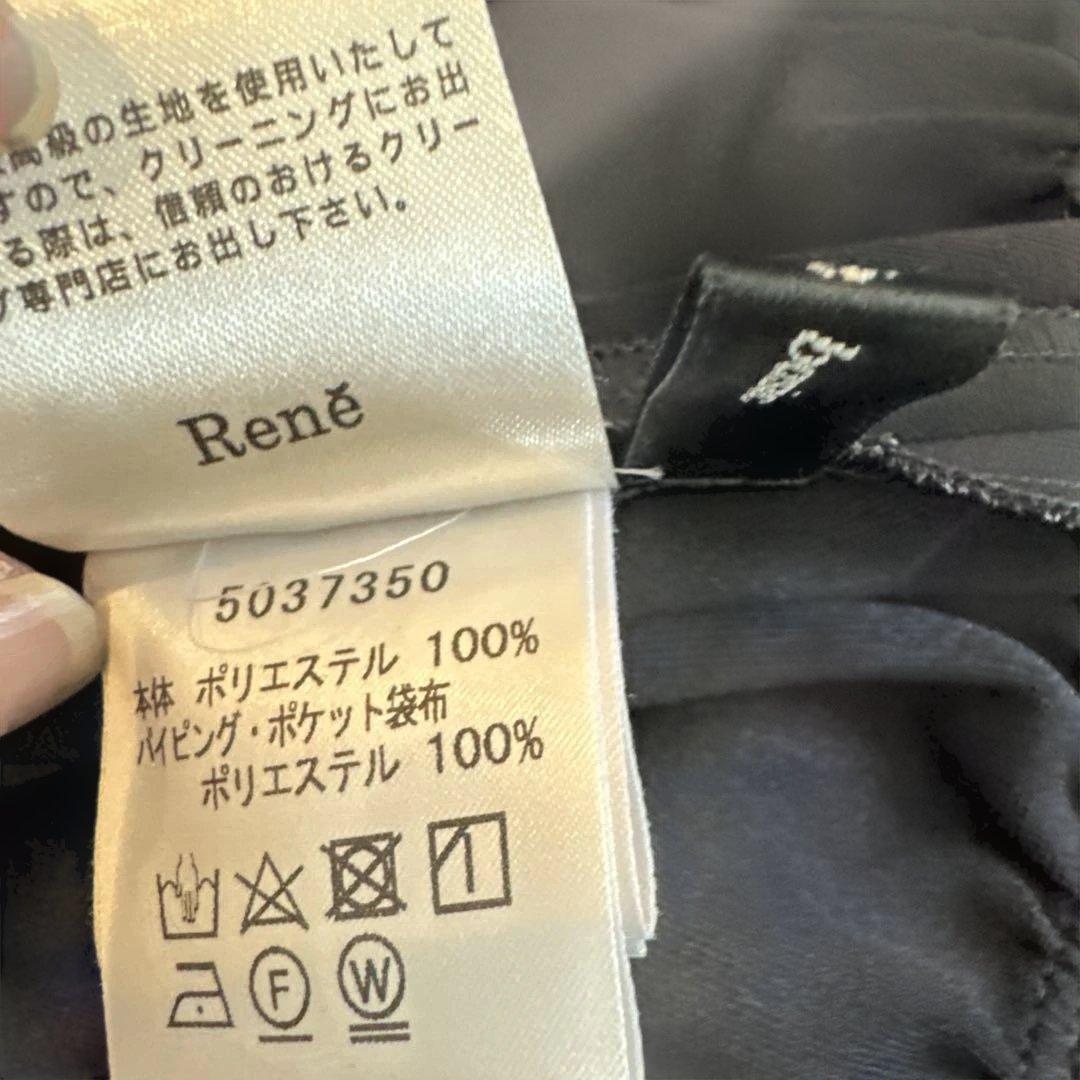 高級の生地を使用いたして
すので、クリーニングにお出
る際は、信頼のおけるクリー
グ専門店にお出し下さい。
René
5037350
本体 ポリエステル 100%
パイピング・ポケット袋布
ポリエステル 100%
F W